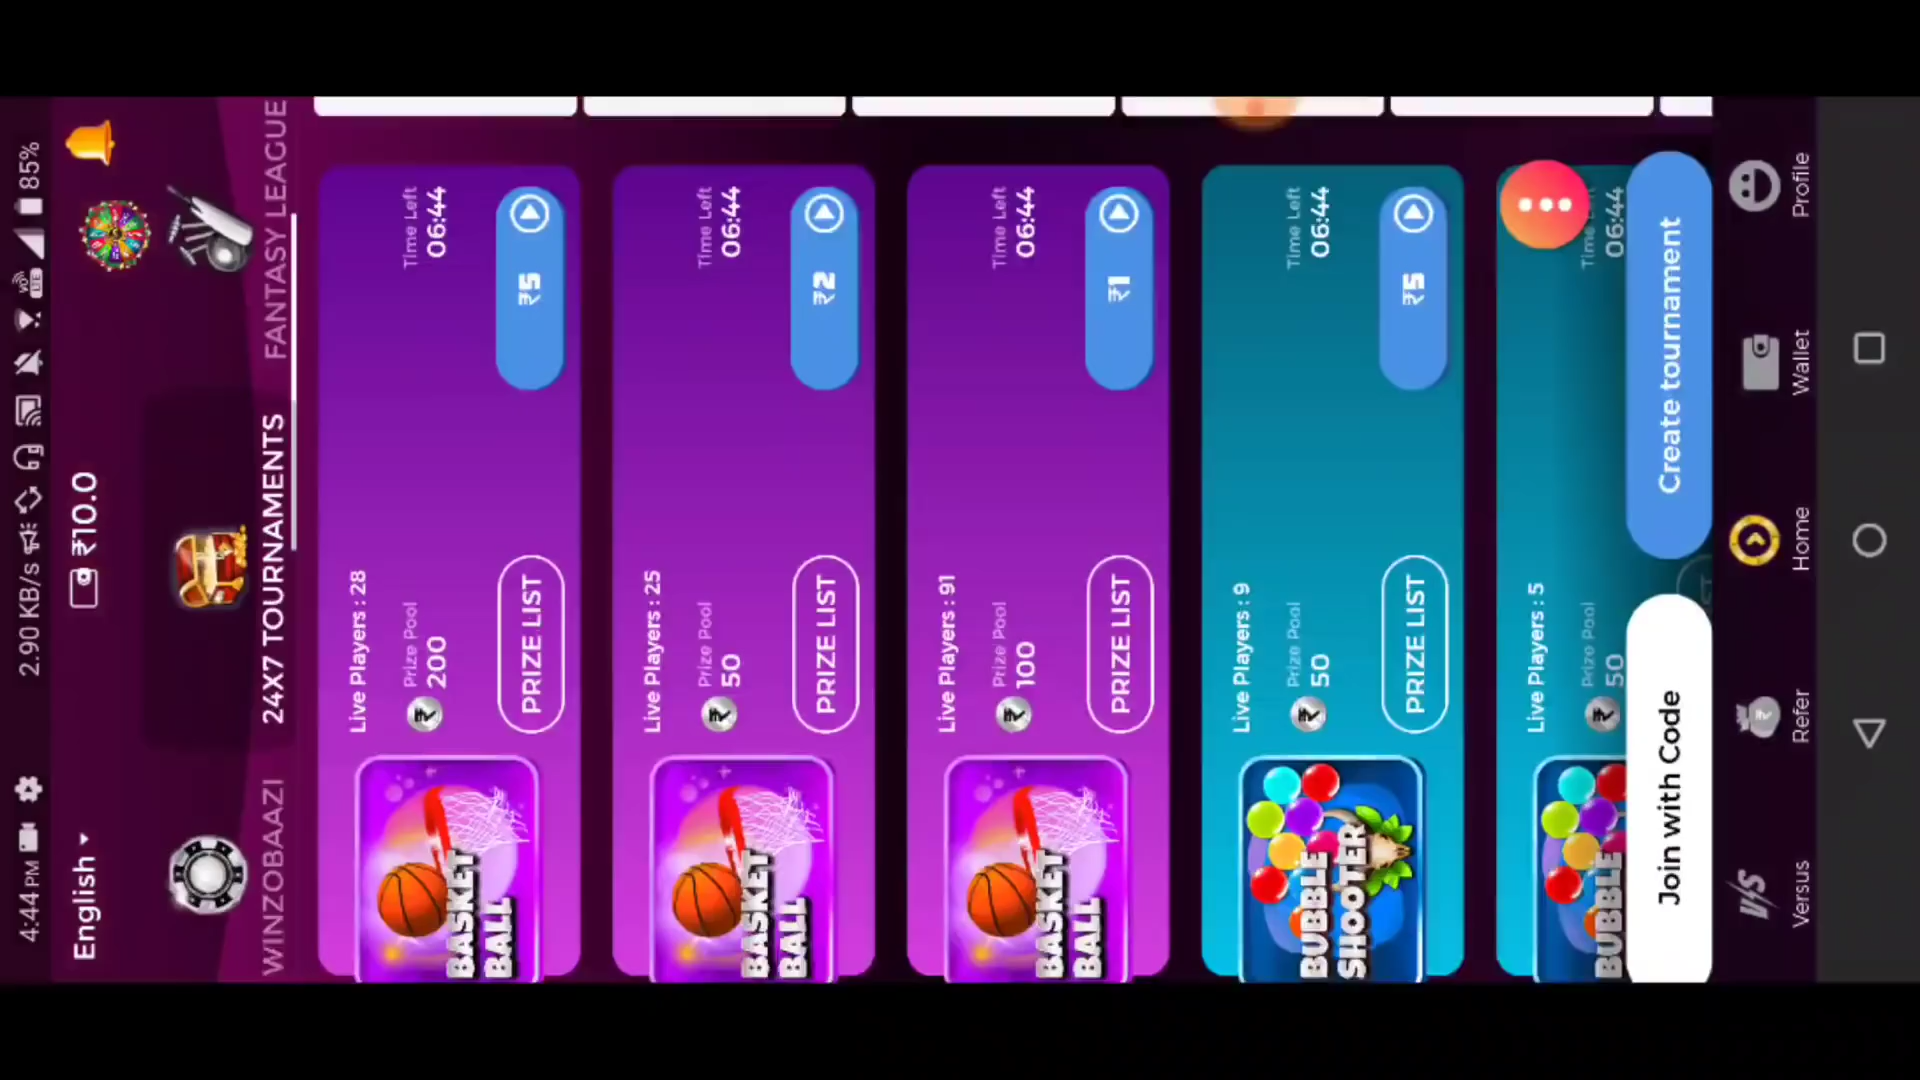 4:44 PM
2.90 KB/s
85%
English
₹10.0
WINZOBAAZI
24X7 TOURNAMENTS
FANTASY LEAGUE
BASKET
BALL
Live Players : 28
Prize Pool
200
PRIZE LIST
Time Left
06:44
₹5
BASKET
BALL
Live Players : 25
Prize Pool
50
PRIZE LIST
Time Left
06:44
₹2
BASKET
BALL
Live Players : 91
Prize Pool
100
PRIZE LIST
Time Left
06:44
₹1
BUBBLE
SHOOTER
Live Players : 9
Prize Pool
50
PRIZE LIST
Time Left
06:44
₹5
BUBBLE
Live Players : 5
Prize Pool
50
06:44
Join with Code
Create tournament
Versus
Refer
Home
Wallet
Profile